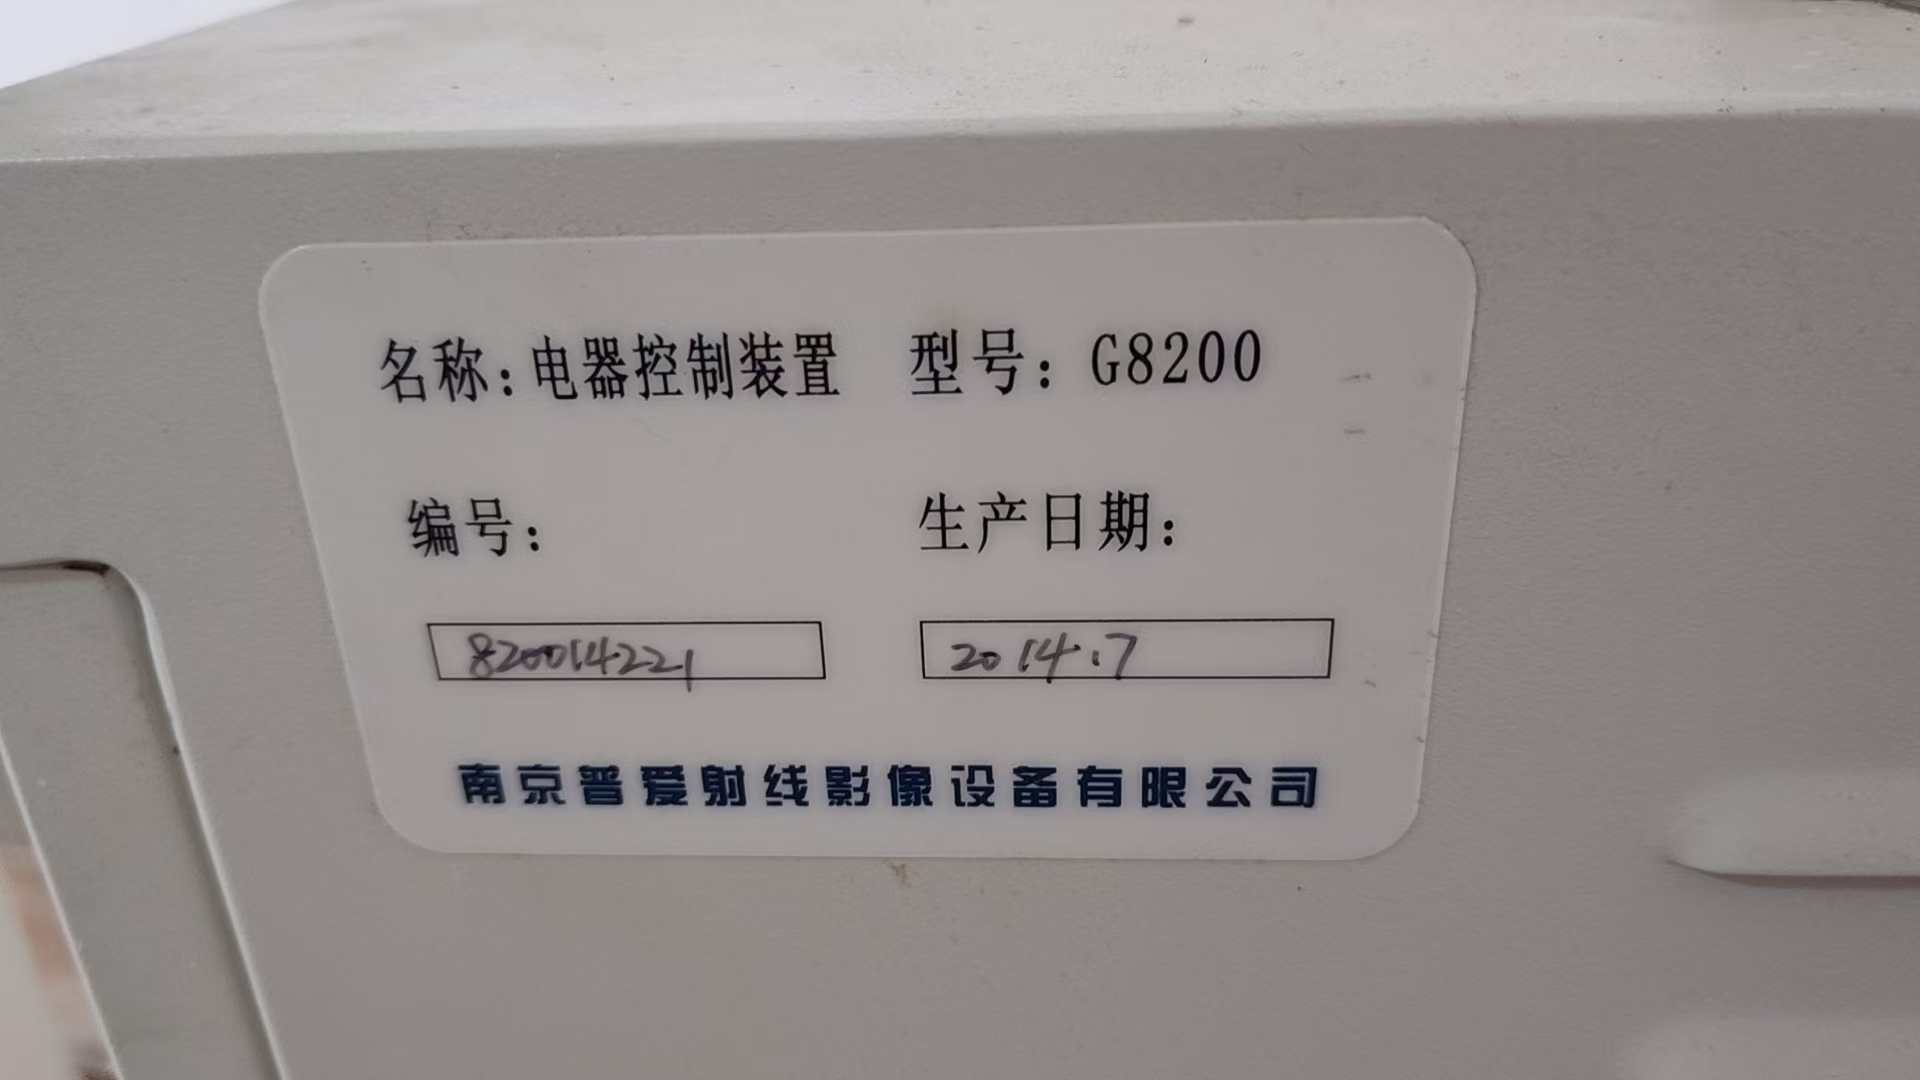 名称：电器控制装置 型号：G8200
编号： 生产日期：
820014221 2014.7
南京普爱射线影像设备有限公司